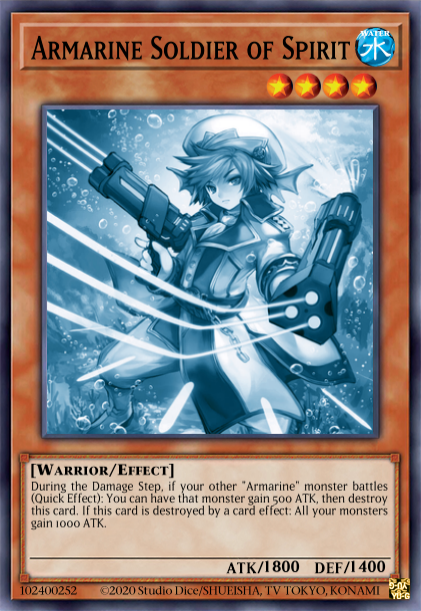 Armarine Soldier of Spirit
WATER
水
[Warrior/Effect]
During the Damage Step, if your other "Armarine" monster battles
(Quick Effect): You can have that monster gain 500 ATK, then destroy
this card. If this card is destroyed by a card effect: All your monsters
gain 1000 ATK.
ATK/1800 DEF/1400
102400252 ©2020 Studio Dice/SHUEISHA, TV TOKYO, KONAMI